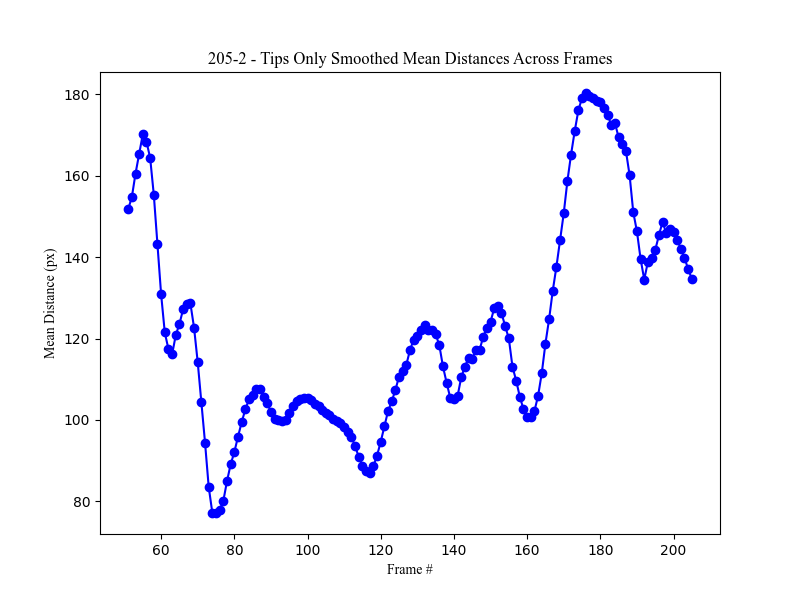 205-2 - Tips Only Smoothed Mean Distances Across Frames
180
160
140
120
100
80
Mean Distance (px)
60 80 100 120 140 160 180 200
Frame #